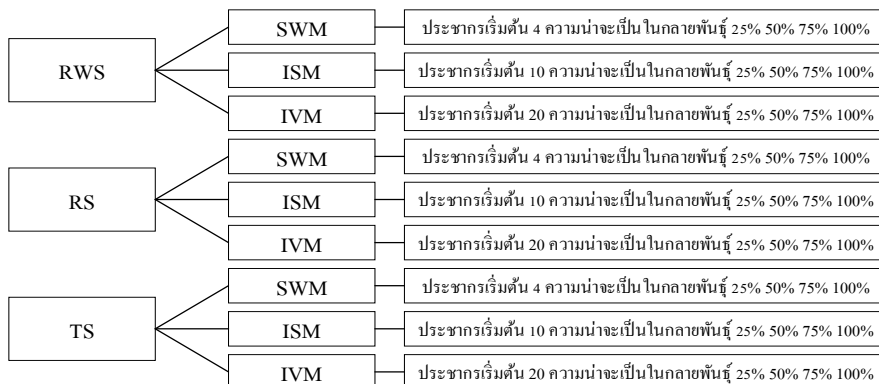 RWS
SWM
ประชากรเริ่มต้น 4 ความน่าจะเป็นในกลายพันธุ์ 25% 50% 75% 100%
ISM
ประชากรเริ่มต้น 10 ความน่าจะเป็นในกลายพันธุ์ 25% 50% 75% 100%
IVM
ประชากรเริ่มต้น 20 ความน่าจะเป็นในกลายพันธุ์ 25% 50% 75% 100%
RS
SWM
ประชากรเริ่มต้น 4 ความน่าจะเป็นในกลายพันธุ์ 25% 50% 75% 100%
ISM
ประชากรเริ่มต้น 10 ความน่าจะเป็นในกลายพันธุ์ 25% 50% 75% 100%
IVM
ประชากรเริ่มต้น 20 ความน่าจะเป็นในกลายพันธุ์ 25% 50% 75% 100%
TS
SWM
ประชากรเริ่มต้น 4 ความน่าจะเป็นในกลายพันธุ์ 25% 50% 75% 100%
ISM
ประชากรเริ่มต้น 10 ความน่าจะเป็นในกลายพันธุ์ 25% 50% 75% 100%
IVM
ประชากรเริ่มต้น 20 ความน่าจะเป็นในกลายพันธุ์ 25% 50% 75% 100%